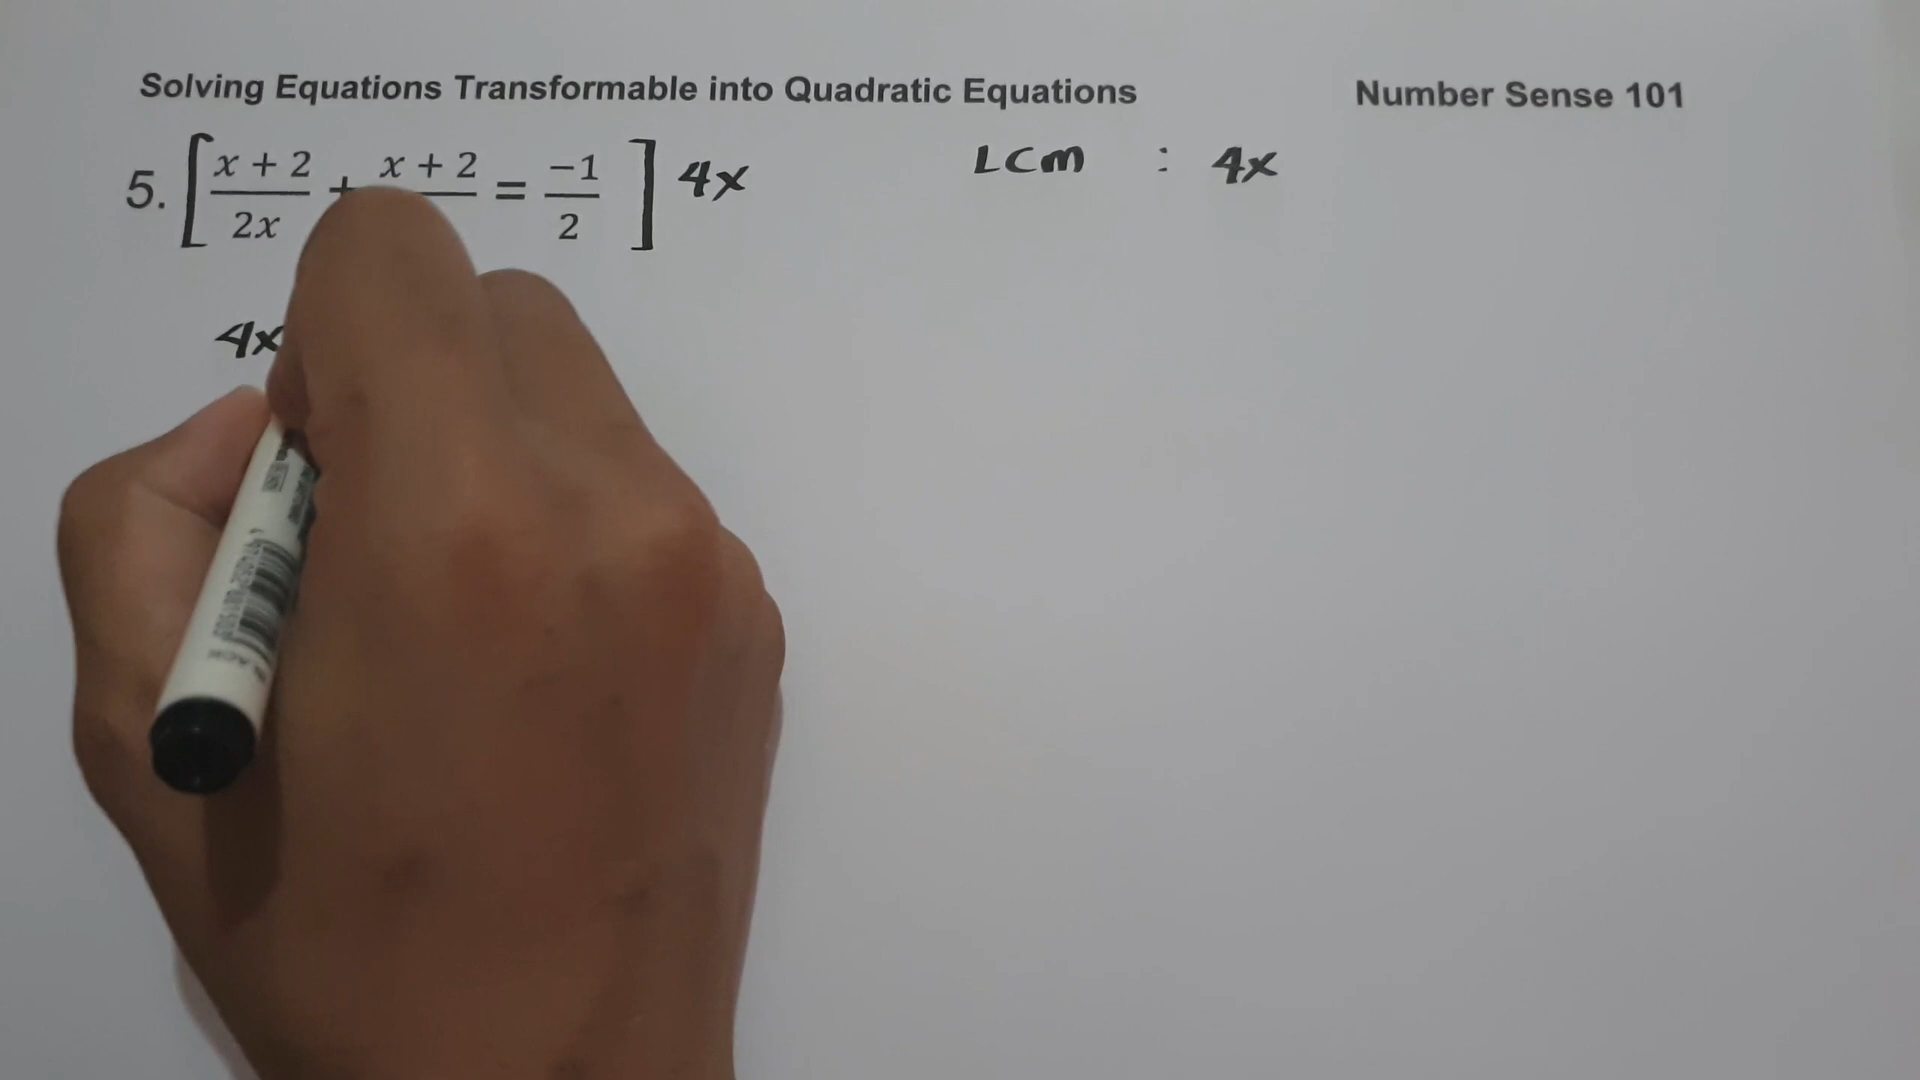 Solving Equations Transformable into Quadratic Equations Number Sense 101
5. [ x + 2 / 2x + x + 2 / = −1 / 2 ] 4x LCm : 4x
4x